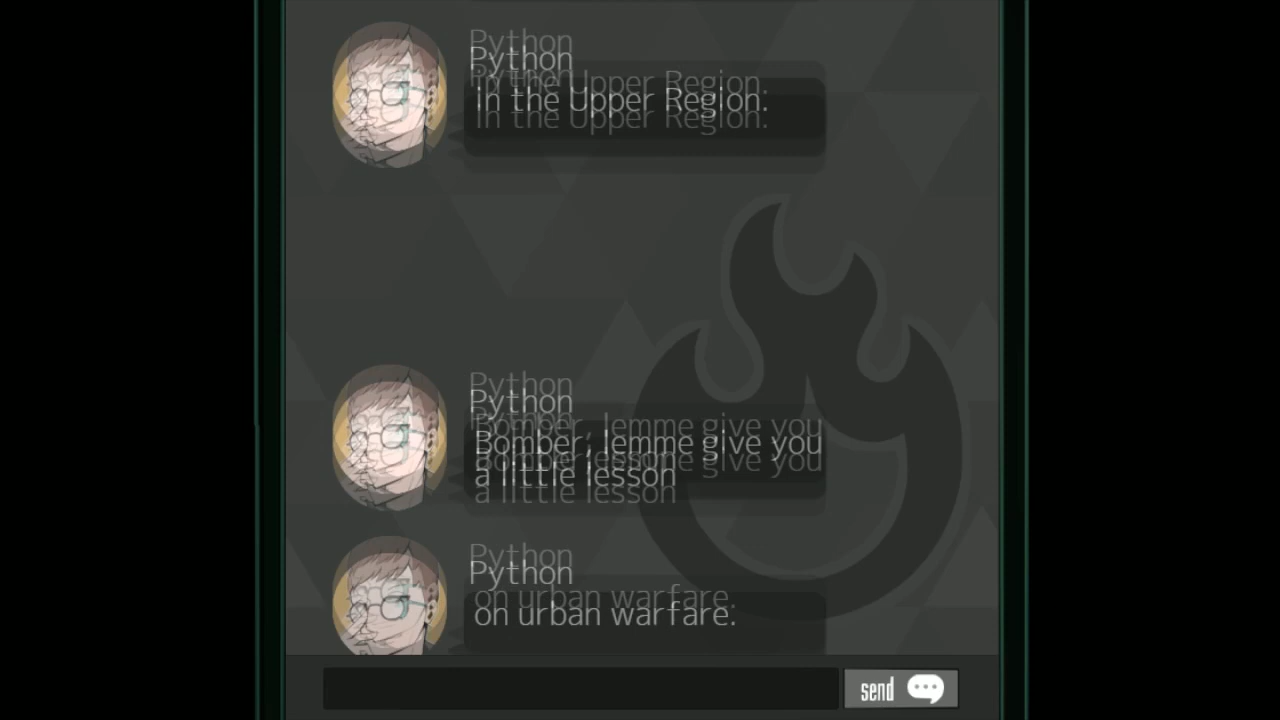 Python
In the Upper Region:
Python
Bomber, lemme give you
a little lesson
Python
on urban warfare:
send